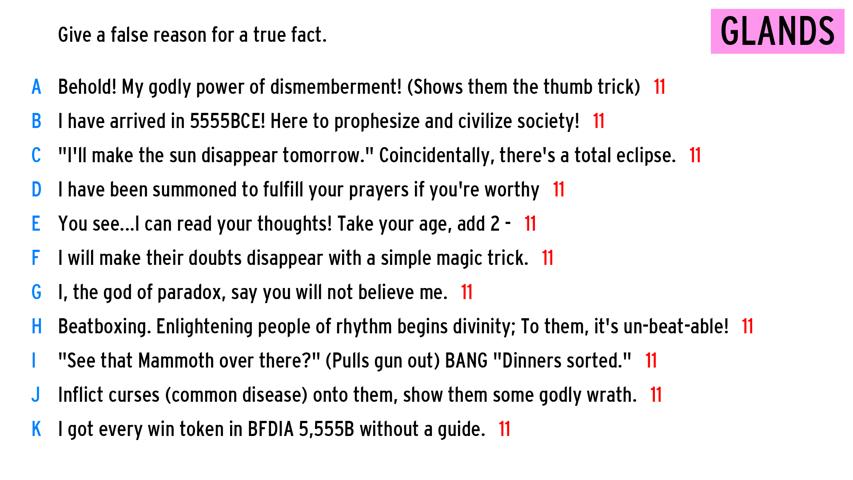 Give a false reason for a true fact.
GLANDS
A Behold! My godly power of dismemberment! (Shows them the thumb trick) 11
B I have arrived in 5555BCE! Here to prophesize and civilize society! 11
C "I'll make the sun disappear tomorrow." Coincidentally, there's a total eclipse. 11
D I have been summoned to fulfill your prayers if you're worthy 11
E You see...I can read your thoughts! Take your age, add 2 - 11
F I will make their doubts disappear with a simple magic trick. 11
G I, the god of paradox, say you will not believe me. 11
H Beatboxing. Enlightening people of rhythm begins divinity; To them, it's un-beat-able! 11
I "See that Mammoth over there?" (Pulls gun out) BANG "Dinners sorted." 11
J Inflict curses (common disease) onto them, show them some godly wrath. 11
K I got every win token in BFDIA 5,555B without a guide. 11